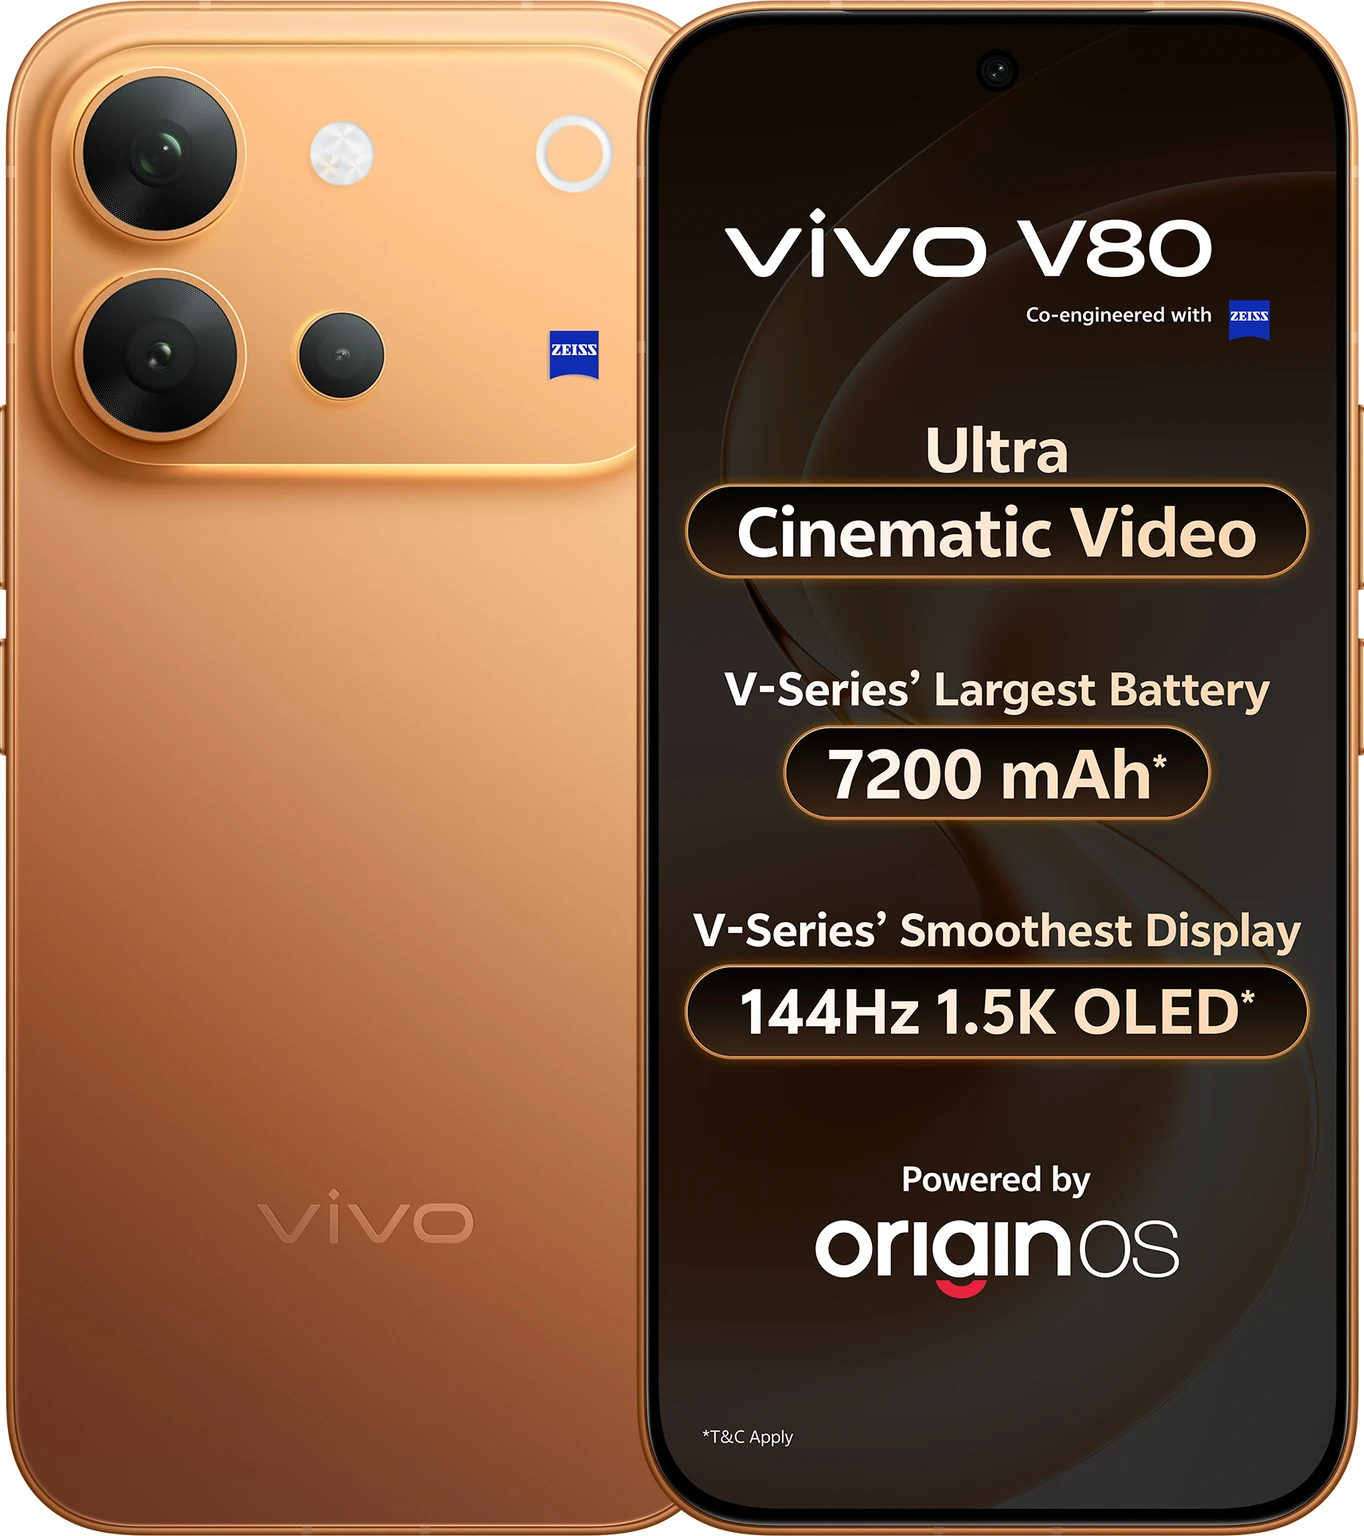 ZEISS
vivo
vivo V80
Co-engineered with ZEISS
Ultra
Cinematic Video
V-Series’ Largest Battery
7200 mAh*
V-Series’ Smoothest Display
144Hz 1.5K OLED*
Powered by
originOS
*T&C Apply